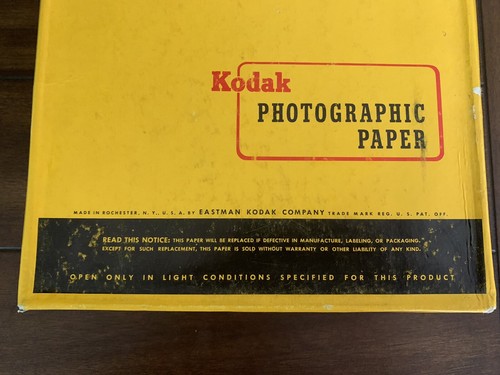 Kodak
PHOTOGRAPHIC
PAPER
MADE IN ROCHESTER, N. Y., U. S. A. BY EASTMAN KODAK COMPANY TRADE MARK REG. U. S. PAT. OFF.
READ THIS NOTICE: THIS PAPER WILL BE REPLACED IF DEFECTIVE IN MANUFACTURE, LABELING, OR PACKAGING.
EXCEPT FOR SUCH REPLACEMENT, THIS PAPER IS SOLD WITHOUT WARRANTY OR OTHER LIABILITY OF ANY KIND.
OPEN ONLY IN LIGHT CONDITIONS SPECIFIED FOR THIS PRODUCT